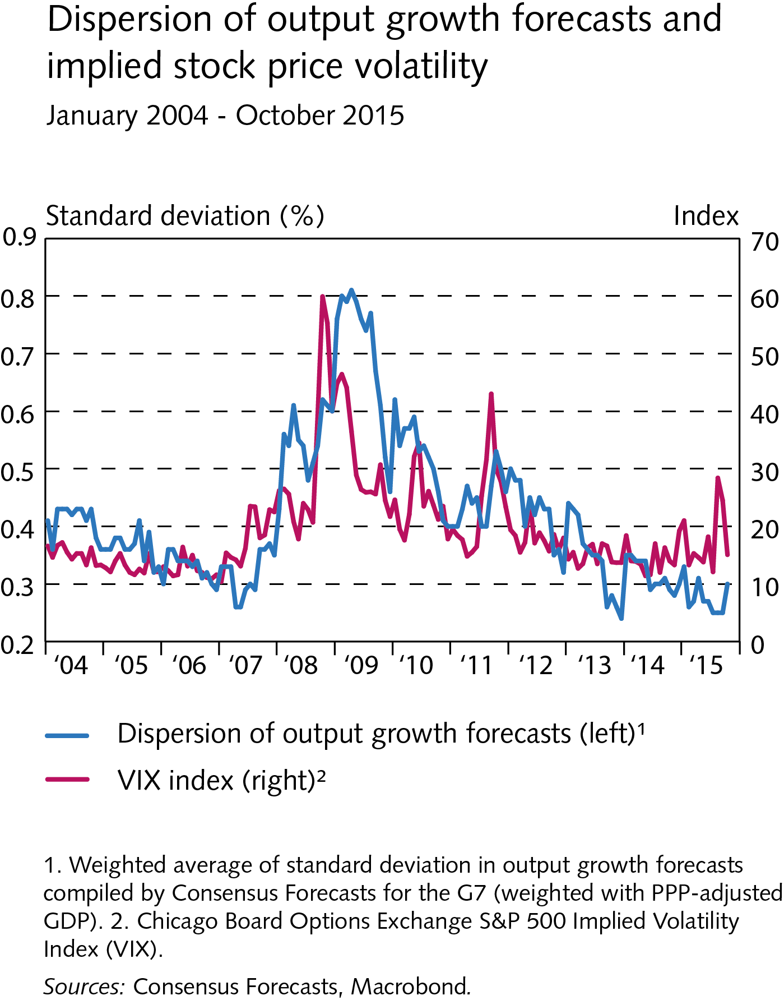 Dispersion of output growth forecasts and
implied stock price volatility
January 2004 - October 2015
Standard deviation (%) Index
0.9 70
0.8 60
0.7 50
0.6 40
0.5 30
0.4 20
0.3 10
0.2 0
‘04 ‘05 ‘06 ‘07 ‘08 ‘09 ‘10 ‘11 ‘12 ‘13 ‘14 ‘15
Dispersion of output growth forecasts (left)¹
VIX index (right)²
1. Weighted average of standard deviation in output growth forecasts
compiled by Consensus Forecasts for the G7 (weighted with PPP-adjusted
GDP). 2. Chicago Board Options Exchange S&P 500 Implied Volatility
Index (VIX).
Sources: Consensus Forecasts, Macrobond.